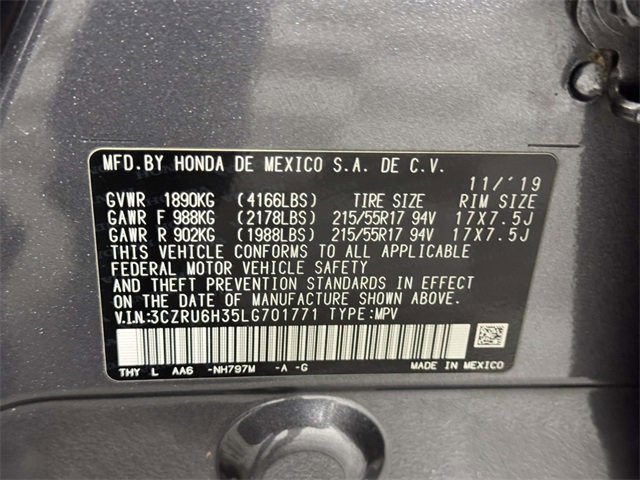 MFD.BY HONDA DE MEXICO S.A. DE C.V.
11/'19
GVWR 1890KG (4166LBS) TIRE SIZE RIM SIZE
GAWR F 988KG (2178LBS) 215/55R17 94V 17X7.5J
GAWR R 902KG (1988LBS) 215/55R17 94V 17X7.5J
THIS VEHICLE CONFORMS TO ALL APPLICABLE
FEDERAL MOTOR VEHICLE SAFETY
AND THEFT PREVENTION STANDARDS IN EFFECT
ON THE DATE OF MANUFACTURE SHOWN ABOVE.
V.I.N.:3CZRU6H35LG701771 TYPE:MPV
THY L AA6 -NH797M -A -G MADE IN MEXICO